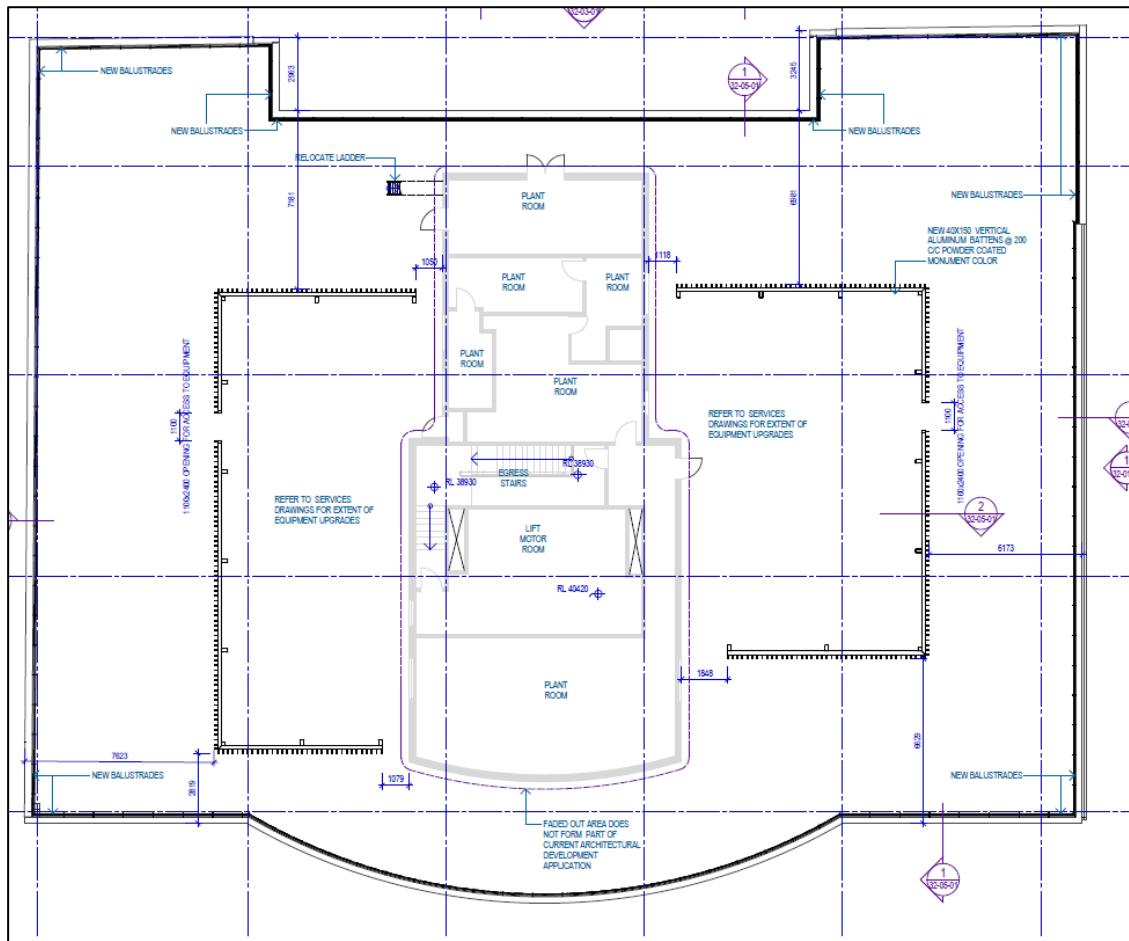 32-03-01
NEW BALUSTRADES
2963
3245
1
32-05-01
NEW BALUSTRADES
NEW BALUSTRADES
RELOCATE LADDER
PLANT
ROOM
NEW BALUSTRADES
7181
6981
NEW 40X150 VERTICAL
ALUMINUM BATTENS @ 200
C/C POWDER COATED
MONUMENT COLOR
1050
1118
PLANT
ROOM
PLANT
ROOM
PLANT
ROOM
PLANT
ROOM
1100
1100x2400 OPENING FOR ACCESS TO EQUIPMENT
REFER TO SERVICES
DRAWINGS FOR EXTENT OF
EQUIPMENT UPGRADES
1100
1100x2400 OPENING FOR ACCESS TO EQUIPMENT
RL 38930
EGRESS
STAIRS
RL 38930
REFER TO SERVICES
DRAWINGS FOR EXTENT OF
EQUIPMENT UPGRADES
2
32-05-01
LIFT
MOTOR
ROOM
6173
RL 40420
1848
PLANT
ROOM
7623
2819
NEW BALUSTRADES
1079
6629
NEW BALUSTRADES
FADED OUT AREA DOES
NOT FORM PART OF
CURRENT ARCHITECTURAL
DEVELOPMENT
APPLICATION
1
32-05-01